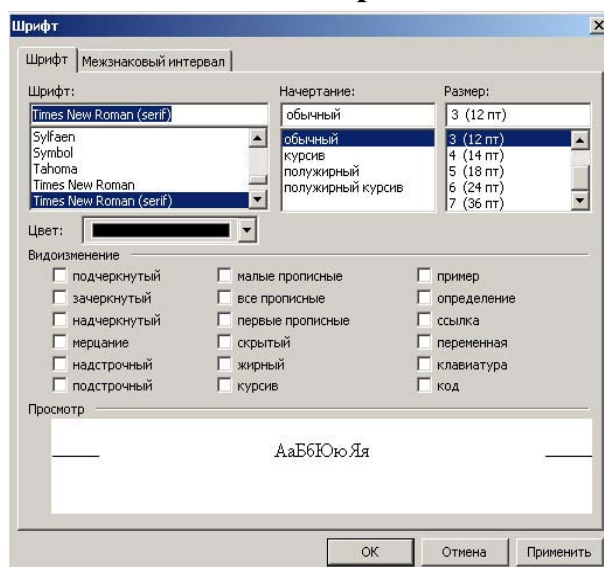 Шрифт
Шрифт Межзнаковый интервал
Шрифт: Начертание: Размер:
Times New Roman (serif) обычный 3 (12 пт)
Sylfaen обычный 3 (12 пт)
Symbol курсив 4 (14 пт)
Tahoma полужирный 5 (18 пт)
Times New Roman полужирный курсив 6 (24 пт)
Times New Roman (serif) 7 (36 пт)
Цвет:
Видоизменение
подчеркнутый малые прописные пример
зачеркнутый все прописные определение
надчеркнутый первые прописные ссылка
мерцание скрытый переменная
надстрочный жирный клавиатура
подстрочный курсив код
Просмотр
АаБбЮюЯя
ОК Отмена Применить